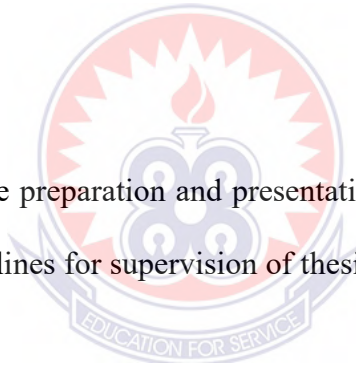 e preparation and presentati
lines for supervision of thesi
EDUCATION FOR SERVICE